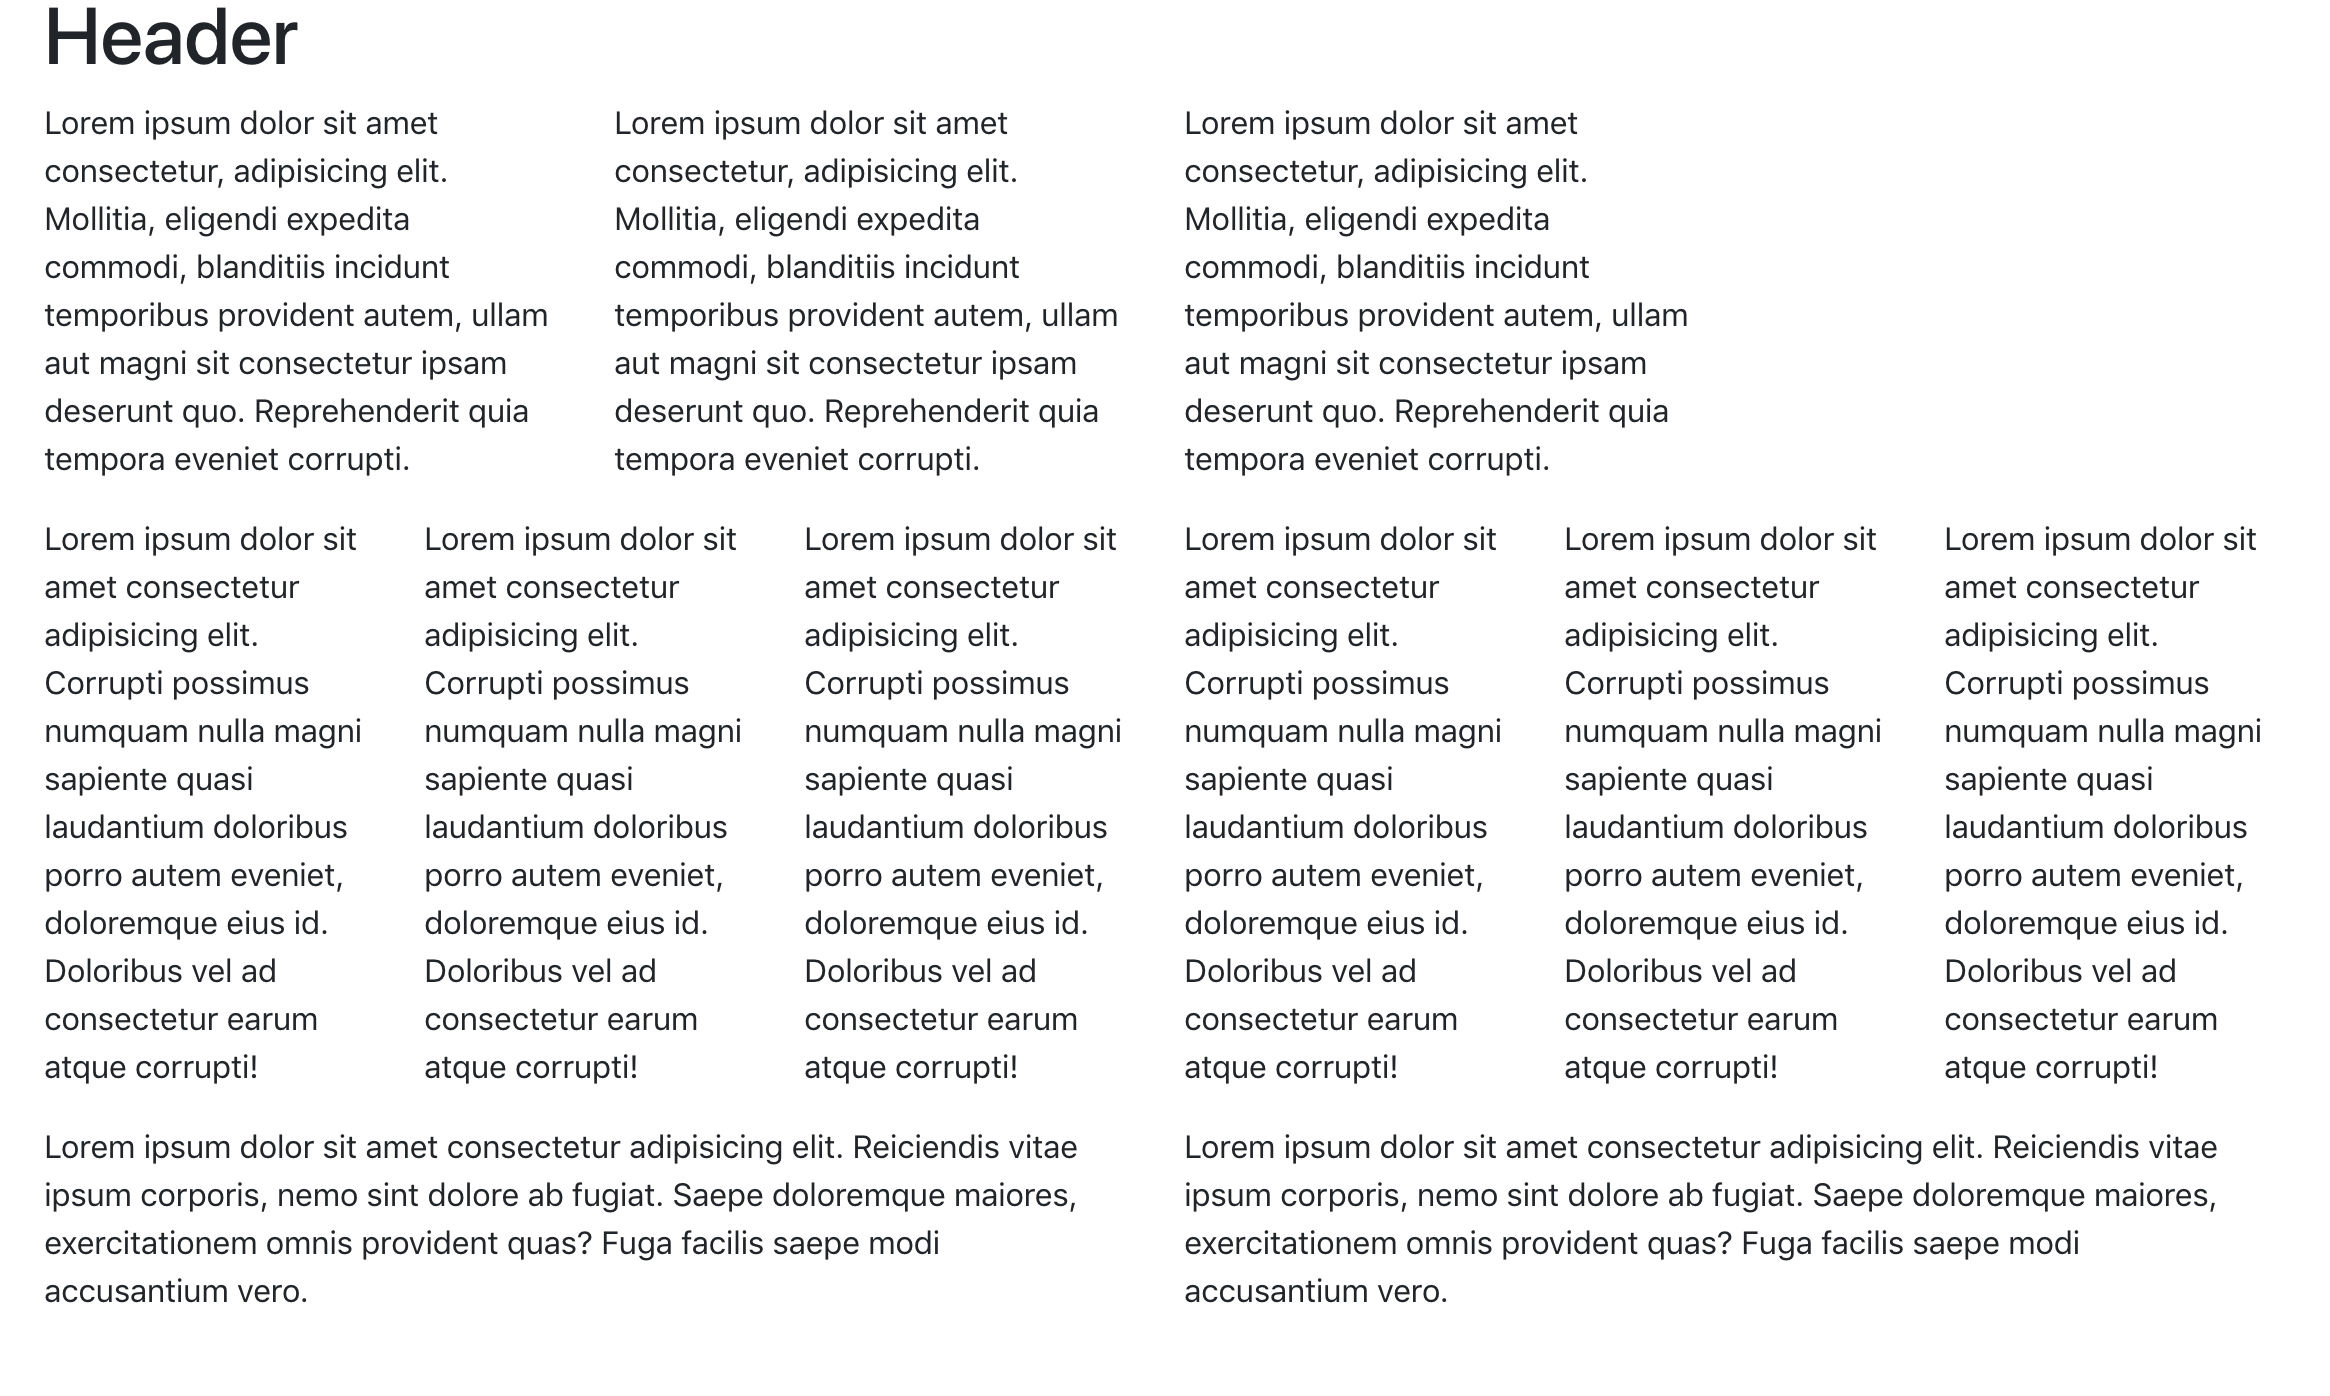 Header
Lorem ipsum dolor sit amet
consectetur, adipisicing elit.
Mollitia, eligendi expedita
commodi, blanditiis incidunt
temporibus provident autem, ullam
aut magni sit consectetur ipsam
deserunt quo. Reprehenderit quia
tempora eveniet corrupti.
Lorem ipsum dolor sit amet
consectetur, adipisicing elit.
Mollitia, eligendi expedita
commodi, blanditiis incidunt
temporibus provident autem, ullam
aut magni sit consectetur ipsam
deserunt quo. Reprehenderit quia
tempora eveniet corrupti.
Lorem ipsum dolor sit amet
consectetur, adipisicing elit.
Mollitia, eligendi expedita
commodi, blanditiis incidunt
temporibus provident autem, ullam
aut magni sit consectetur ipsam
deserunt quo. Reprehenderit quia
tempora eveniet corrupti.
Lorem ipsum dolor sit
amet consectetur
adipisicing elit.
Corrupti possimus
numquam nulla magni
sapiente quasi
laudantium doloribus
porro autem eveniet,
doloremque eius id.
Doloribus vel ad
consectetur earum
atque corrupti!
Lorem ipsum dolor sit
amet consectetur
adipisicing elit.
Corrupti possimus
numquam nulla magni
sapiente quasi
laudantium doloribus
porro autem eveniet,
doloremque eius id.
Doloribus vel ad
consectetur earum
atque corrupti!
Lorem ipsum dolor sit
amet consectetur
adipisicing elit.
Corrupti possimus
numquam nulla magni
sapiente quasi
laudantium doloribus
porro autem eveniet,
doloremque eius id.
Doloribus vel ad
consectetur earum
atque corrupti!
Lorem ipsum dolor sit
amet consectetur
adipisicing elit.
Corrupti possimus
numquam nulla magni
sapiente quasi
laudantium doloribus
porro autem eveniet,
doloremque eius id.
Doloribus vel ad
consectetur earum
atque corrupti!
Lorem ipsum dolor sit
amet consectetur
adipisicing elit.
Corrupti possimus
numquam nulla magni
sapiente quasi
laudantium doloribus
porro autem eveniet,
doloremque eius id.
Doloribus vel ad
consectetur earum
atque corrupti!
Lorem ipsum dolor sit
amet consectetur
adipisicing elit.
Corrupti possimus
numquam nulla magni
sapiente quasi
laudantium doloribus
porro autem eveniet,
doloremque eius id.
Doloribus vel ad
consectetur earum
atque corrupti!
Lorem ipsum dolor sit amet consectetur adipisicing elit. Reiciendis vitae
ipsum corporis, nemo sint dolore ab fugiat. Saepe doloremque maiores,
exercitationem omnis provident quas? Fuga facilis saepe modi
accusantium vero.
Lorem ipsum dolor sit amet consectetur adipisicing elit. Reiciendis vitae
ipsum corporis, nemo sint dolore ab fugiat. Saepe doloremque maiores,
exercitationem omnis provident quas? Fuga facilis saepe modi
accusantium vero.